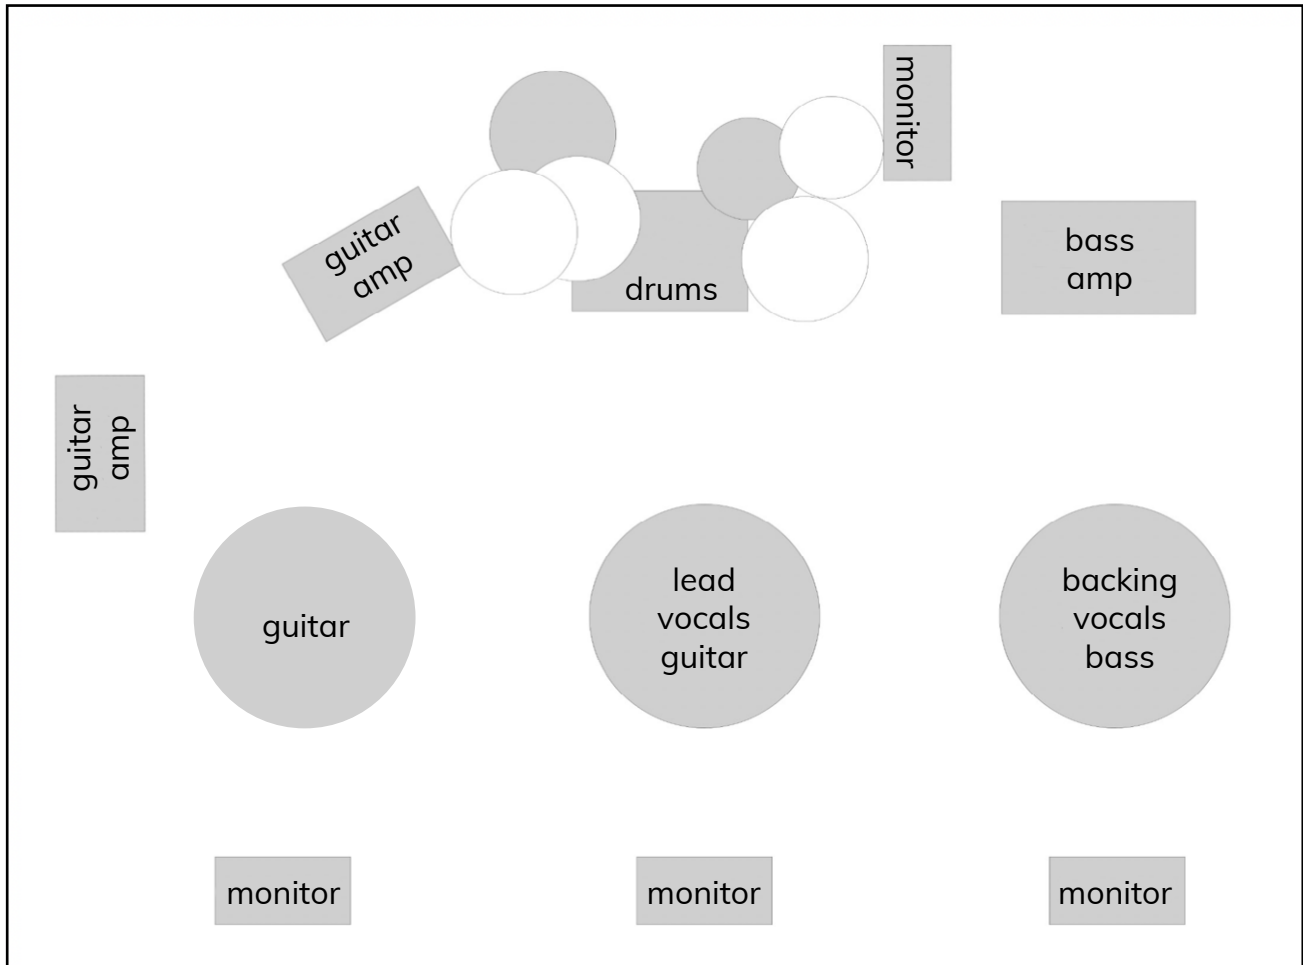 monitor
guitar
amp
drums
bass
amp
guitar
amp
guitar
lead
vocals
guitar
backing
vocals
bass
monitor
monitor
monitor